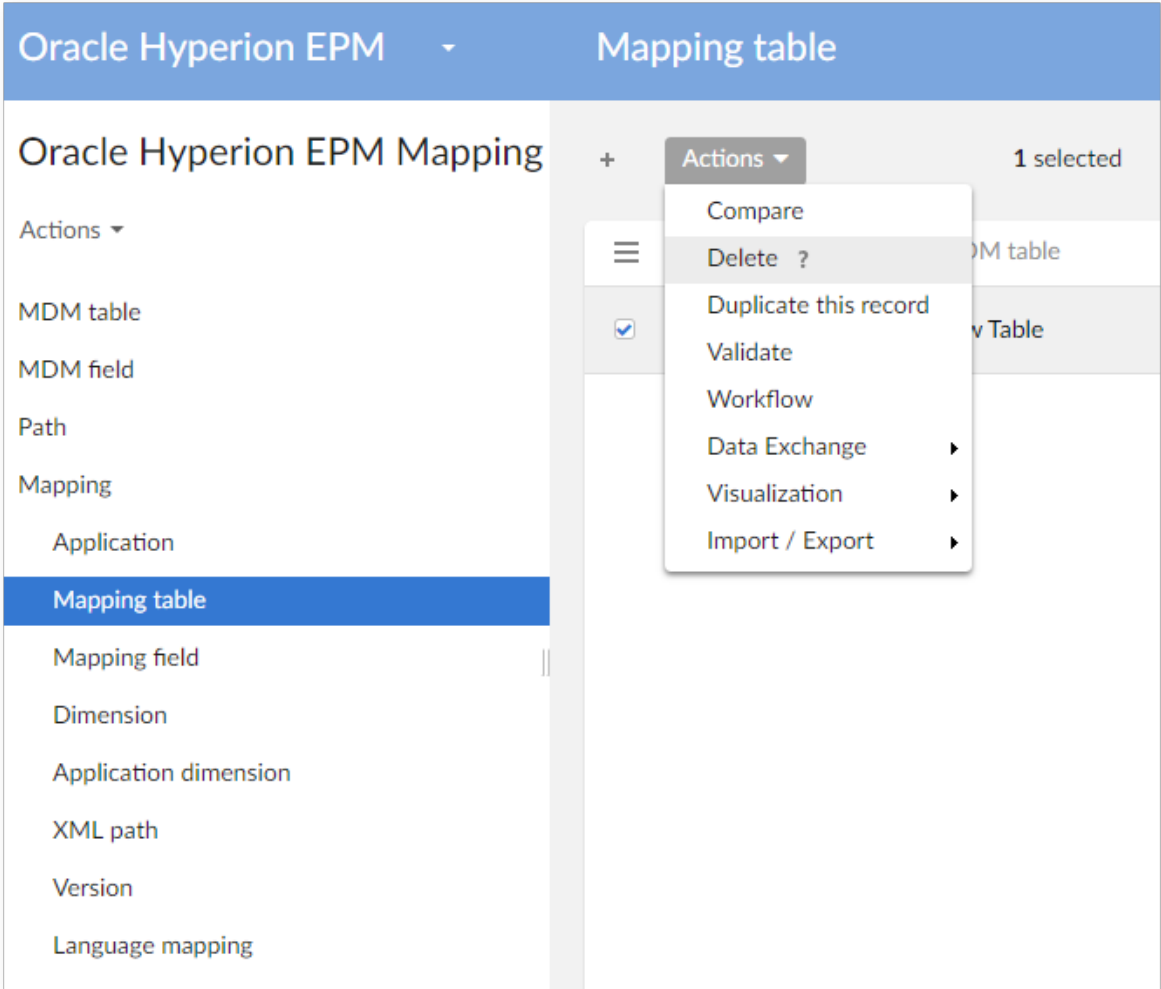 Oracle Hyperion EPM
Mapping table
Oracle Hyperion EPM Mapping
Actions
MDM table
MDM field
Path
Mapping
Application
Mapping table
Mapping field
Dimension
Application dimension
XML path
Version
Language mapping
+ Actions 1 selected
Compare
Delete ?
Duplicate this record
Validate
Workflow
Data Exchange
Visualization
Import / Export
table
Table